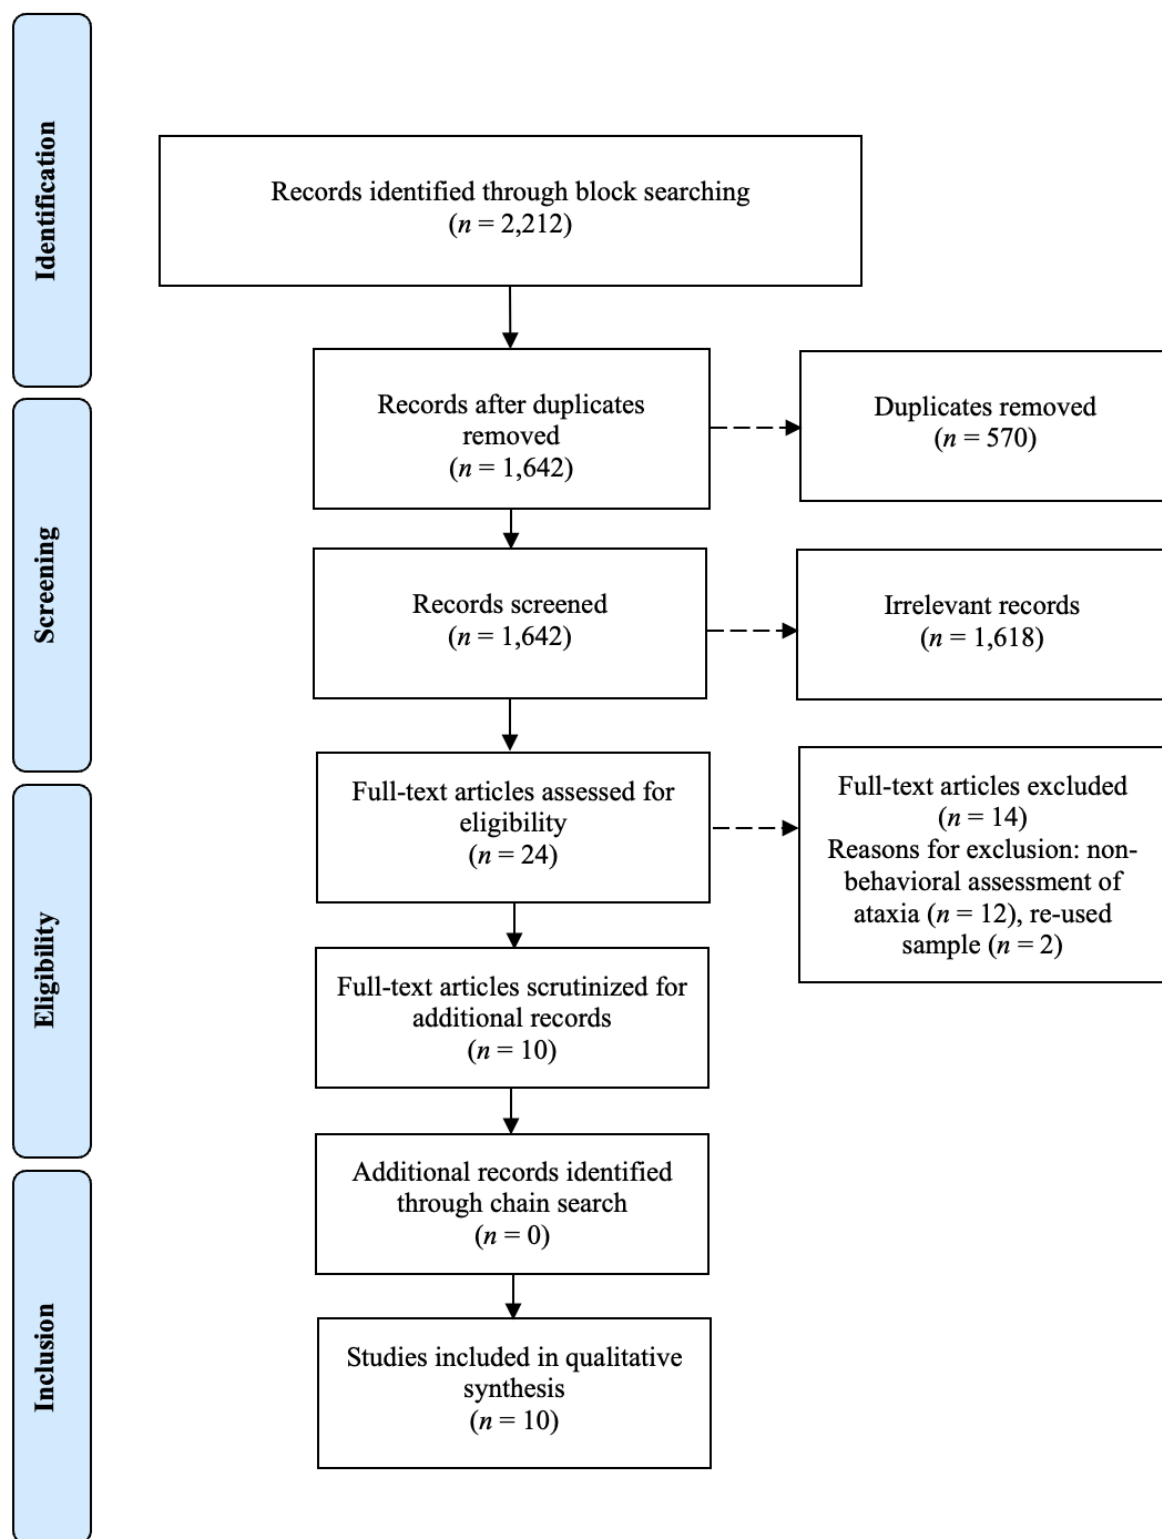 Identification
Records identified through block searching
(n = 2,212)
Records after duplicates
removed
(n = 1,642)
Duplicates removed
(n = 570)
Screening
Records screened
(n = 1,642)
Irrelevant records
(n = 1,618)
Eligibility
Full-text articles assessed for
eligibility
(n = 24)
Full-text articles excluded
(n = 14)
Reasons for exclusion: non-
behavioral assessment of
ataxia (n = 12), re-used
sample (n = 2)
Full-text articles scrutinized for
additional records
(n = 10)
Additional records identified
through chain search
(n = 0)
Inclusion
Studies included in qualitative
synthesis
(n = 10)